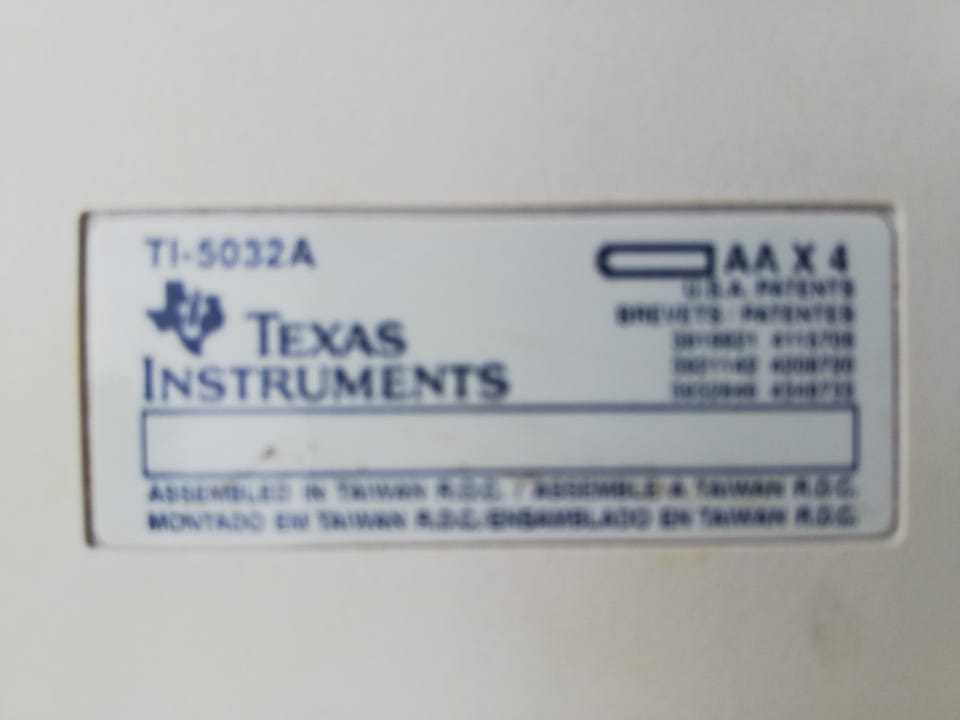 TI-5032A
AA X 4
U.S.A. PATENTS
BREVETS / PATENTES
TEXAS
INSTRUMENTS
ASSEMBLED IN TAIWAN R.O.C. / ASSEMBLE A TAIWAN R.O.C.
MONTADO EM TAIWAN R.O.C./ENSAMBLADO EN TAIWAN R.O.C.